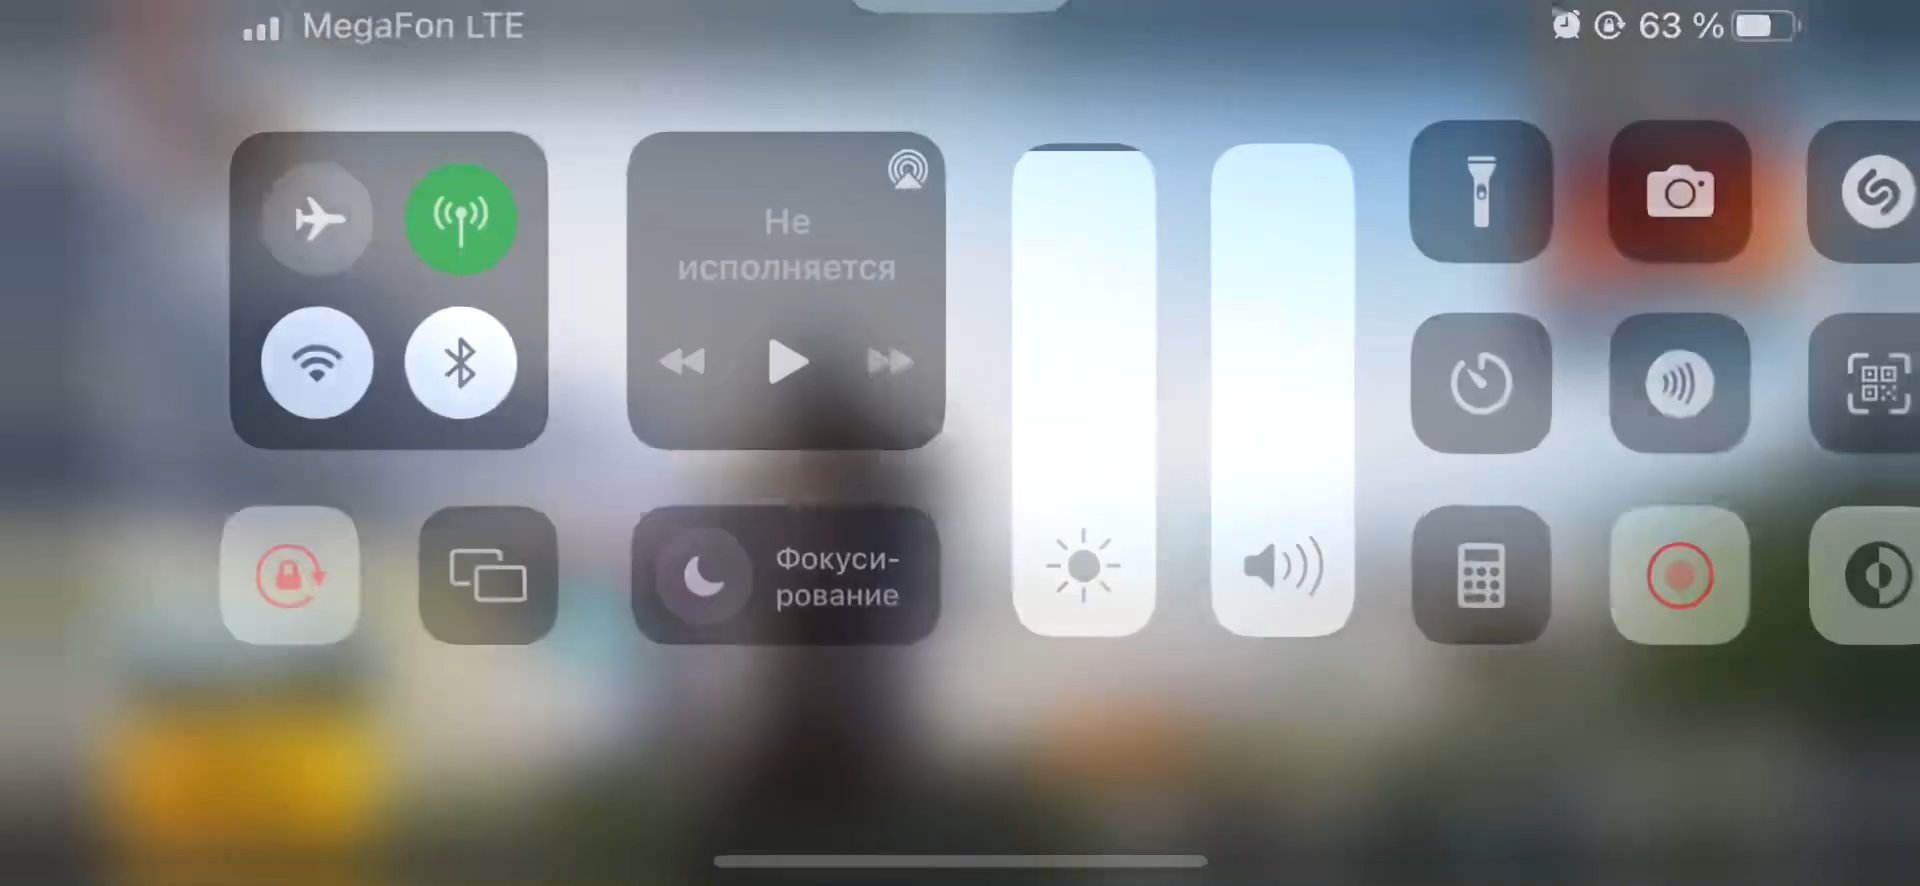 MegaFon LTE
63 %
Не
исполняется
Фокуси-
рование